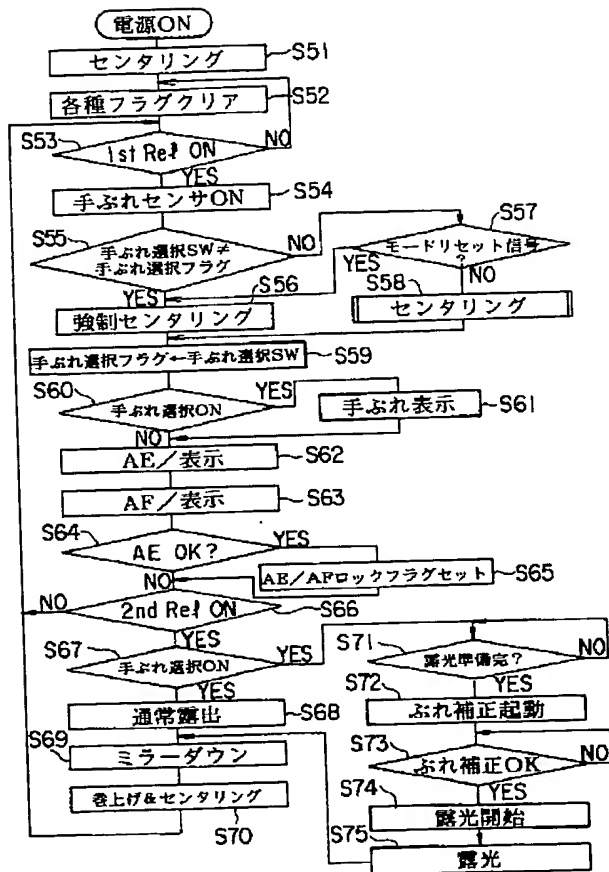 電源ON
センタリング
S51
各種フラグクリア
S52
S53
1st Rel ON
NO
YES
手ぶれセンサON
S54
S55
手ぶれ選択SW≠
手ぶれ選択フラグ
NO
YES
S57
モードリセット信号
?
YES
NO
S56
強制センタリング
S58
センタリング
手ぶれ選択フラグ←手ぶれ選択SW
S59
S60
手ぶれ選択ON
YES
NO
手ぶれ表示
S61
AE/表示
S62
AF/表示
S63
S64
AE OK?
YES
NO
AE/AFロックフラグセット
S65
2nd Rel ON
NO
S66
YES
S67
手ぶれ選択ON
YES
YES
通常露出
S68
S69
ミラーダウン
巻上げ&センタリング
S70
S71
露光準備完?
NO
YES
S72
ぶれ補正起動
S73
ぶれ補正OK
NO
YES
S74
露光開始
S75
露光